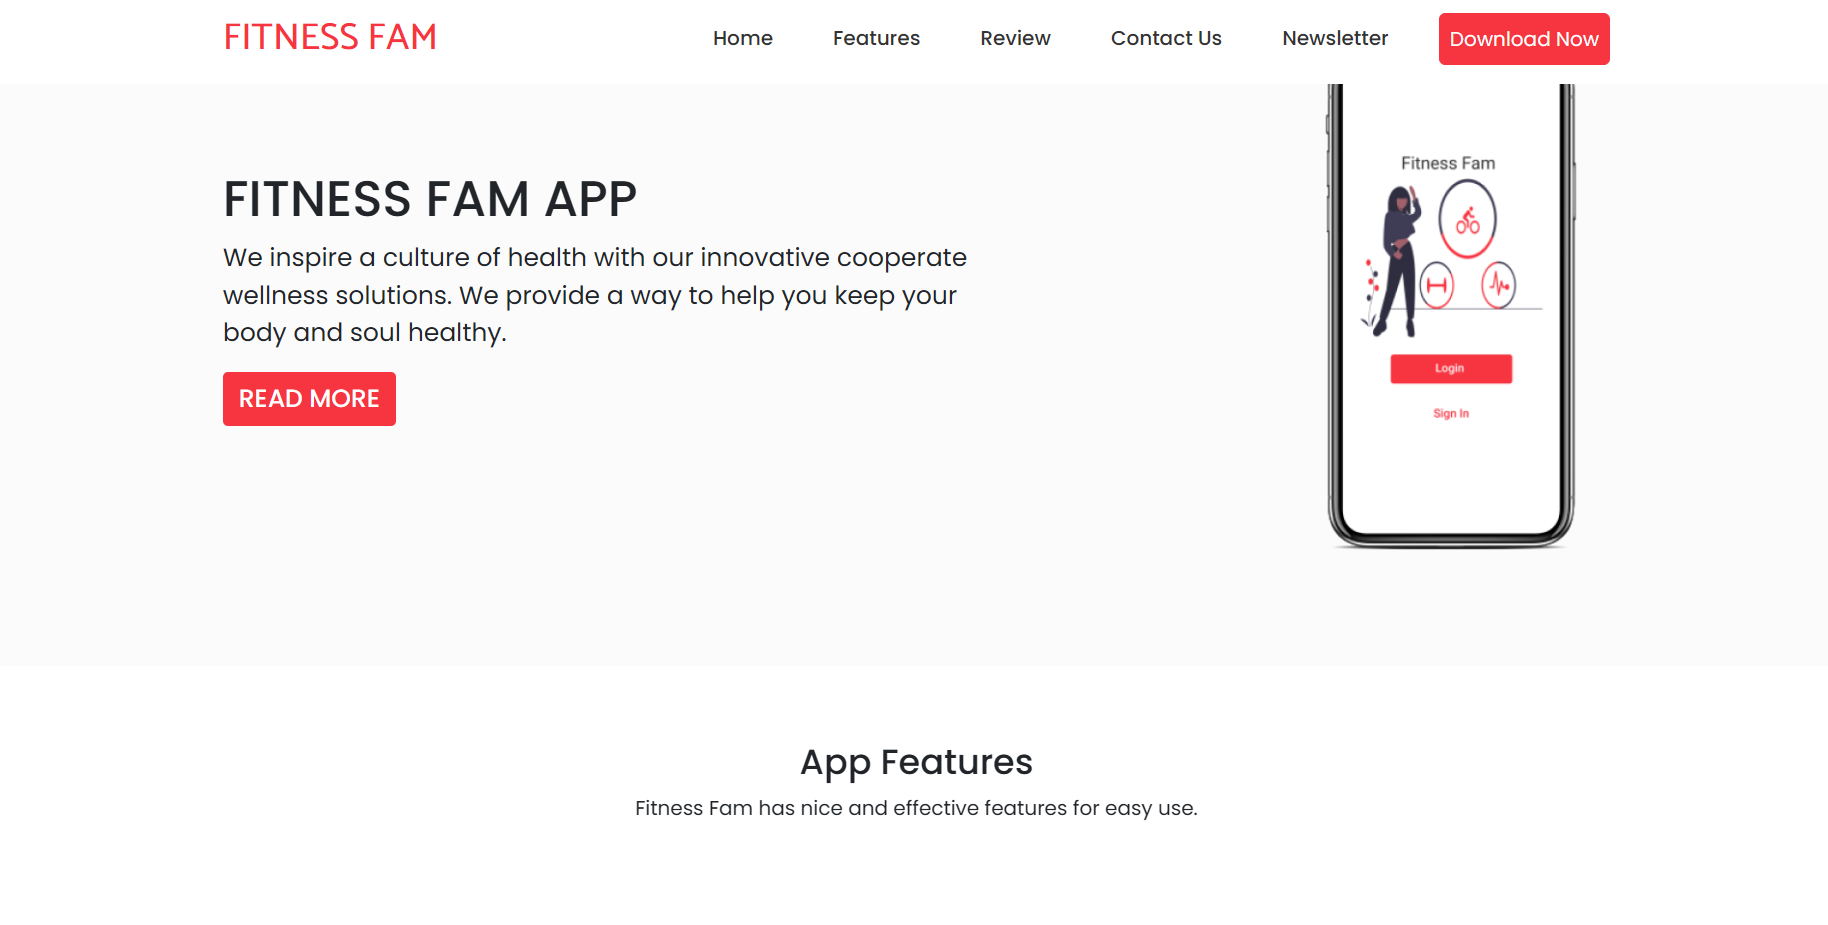 FITNESS FAM
Home
Features
Review
Contact Us
Newsletter
Download Now
FITNESS FAM APP
We inspire a culture of health with our innovative cooperate
wellness solutions. We provide a way to help you keep your
body and soul healthy.
READ MORE
Fitness Fam
Login
Sign In
App Features
Fitness Fam has nice and effective features for easy use.